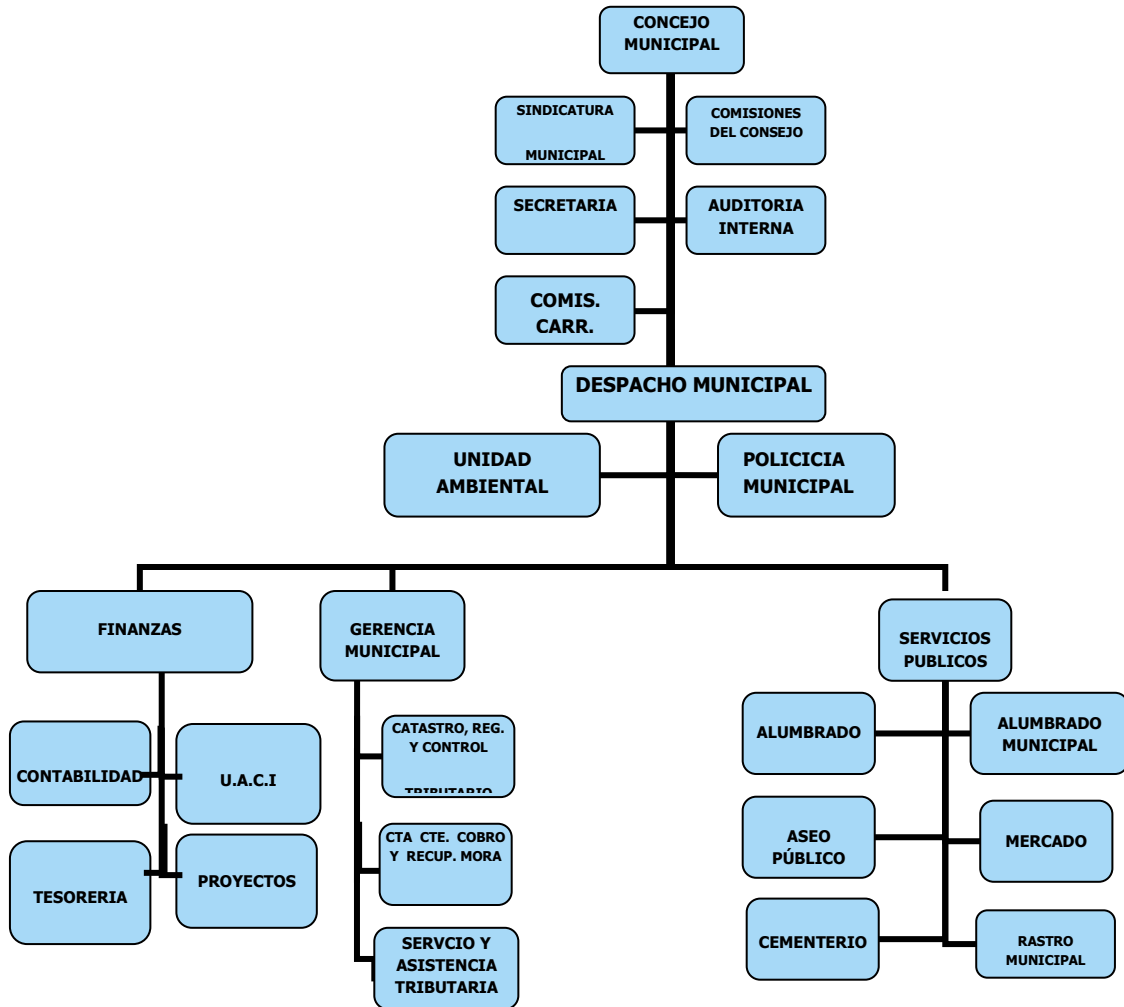 CONCEJO
MUNICIPAL
SINDICATURA
MUNICIPAL
COMISIONES
DEL CONSEJO
SECRETARIA
AUDITORIA
INTERNA
COMIS.
CARR.
DESPACHO MUNICIPAL
UNIDAD
AMBIENTAL
POLICICIA
MUNICIPAL
FINANZAS
GERENCIA
MUNICIPAL
SERVICIOS
PUBLICOS
CONTABILIDAD
U.A.C.I
TESORERIA
PROYECTOS
CATASTRO, REG.
Y CONTROL
TRIBUTARIO
CTA CTE. COBRO
Y RECUP. MORA
SERVCIO Y
ASISTENCIA
TRIBUTARIA
ALUMBRADO
ALUMBRADO
MUNICIPAL
ASEO
PÚBLICO
MERCADO
CEMENTERIO
RASTRO
MUNICIPAL